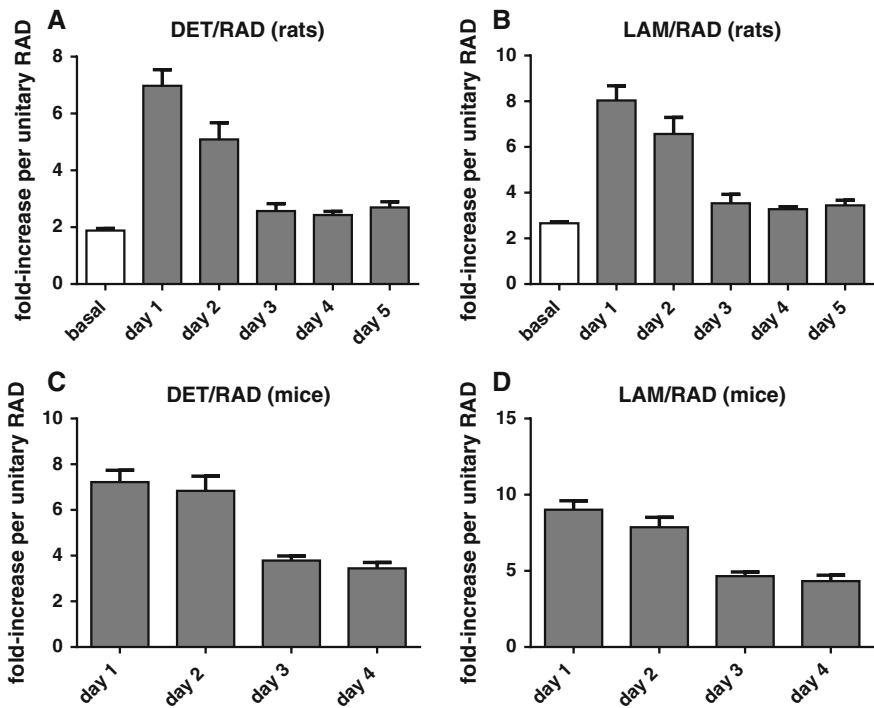 A
DET/RAD (rats)
fold-increase per unitary RAD
8
6
4
2
0
basal
day 1
day 2
day 3
day 4
day 5
B
LAM/RAD (rats)
fold-increase per unitary RAD
10
8
6
4
2
0
basal
day 1
day 2
day 3
day 4
day 5
C
DET/RAD (mice)
fold-increase per unitary RAD
10
8
6
4
2
0
day 1
day 2
day 3
day 4
D
LAM/RAD (mice)
fold-increase per unitary RAD
15
10
5
0
day 1
day 2
day 3
day 4